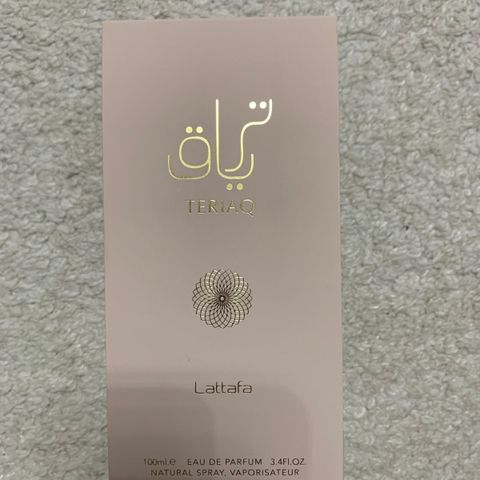 ترياق
TERIAQ
Lattafa
100ml.e EAU DE PARFUM 3.4Fl.OZ.
NATURAL SPRAY, VAPORISATEUR